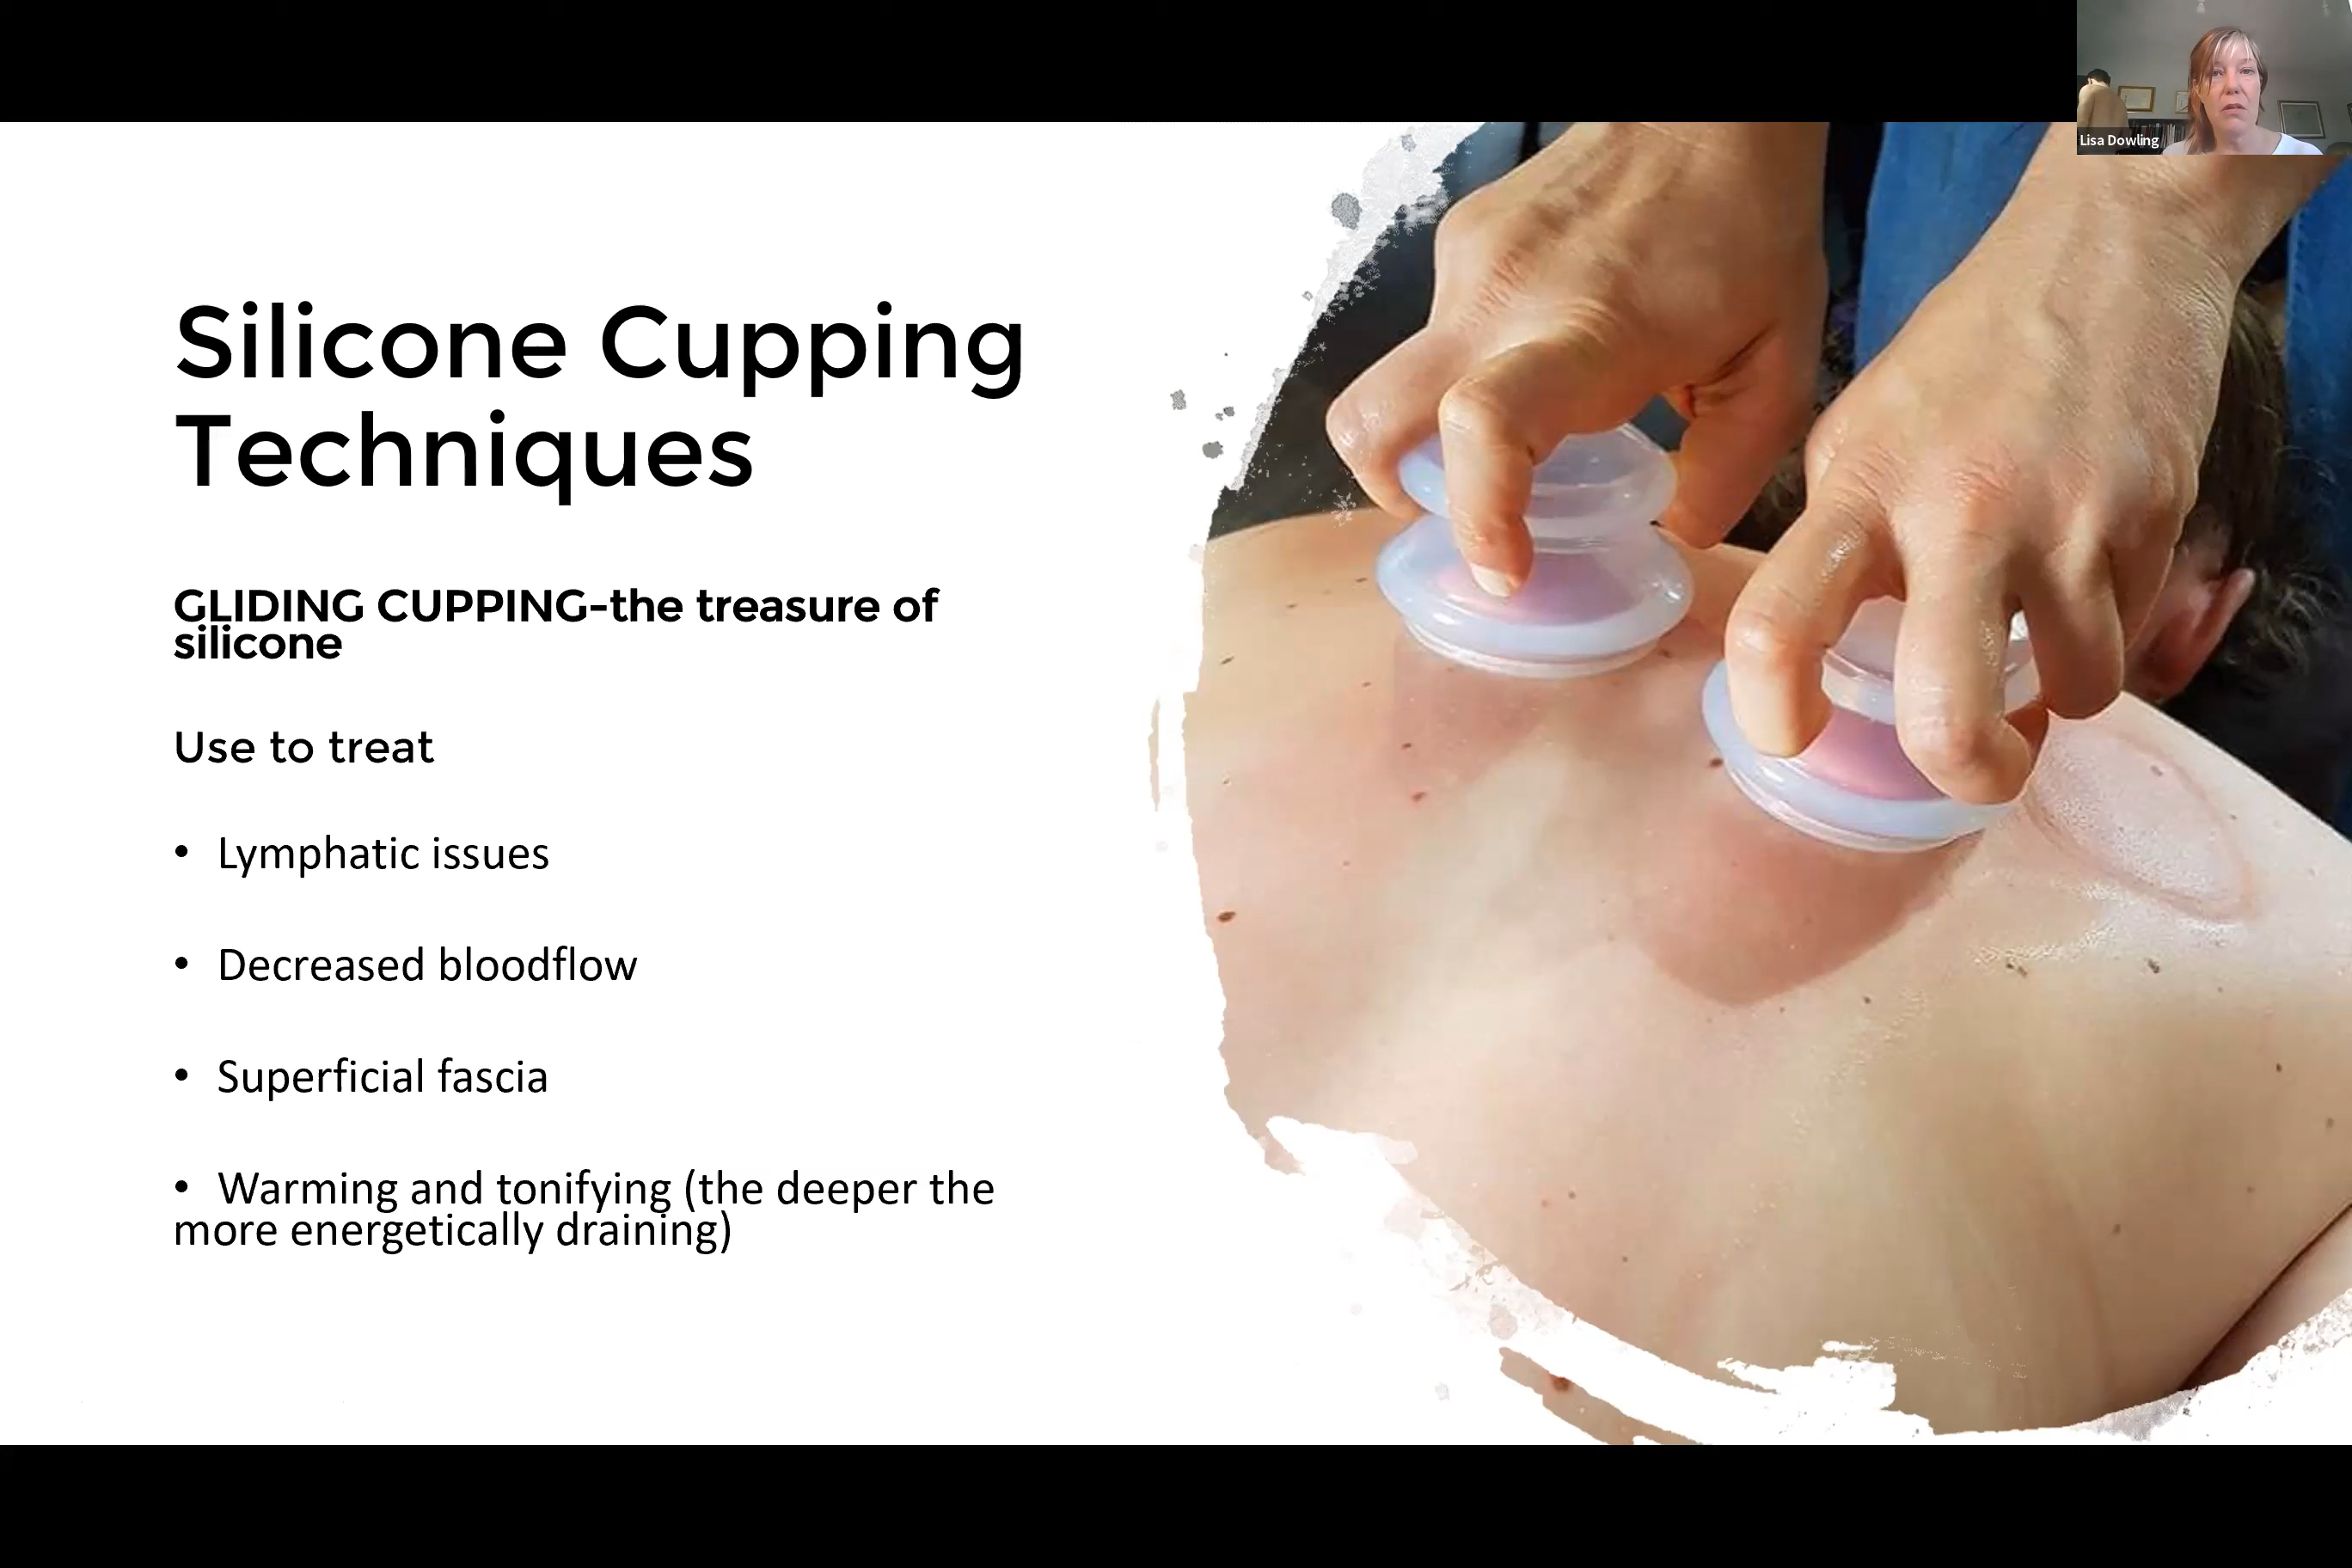 Lisa Dowling
Silicone Cupping
Techniques
GLIDING CUPPING-the treasure of
silicone
Use to treat
• Lymphatic issues
• Decreased bloodflow
• Superficial fascia
• Warming and tonifying (the deeper the
more energetically draining)